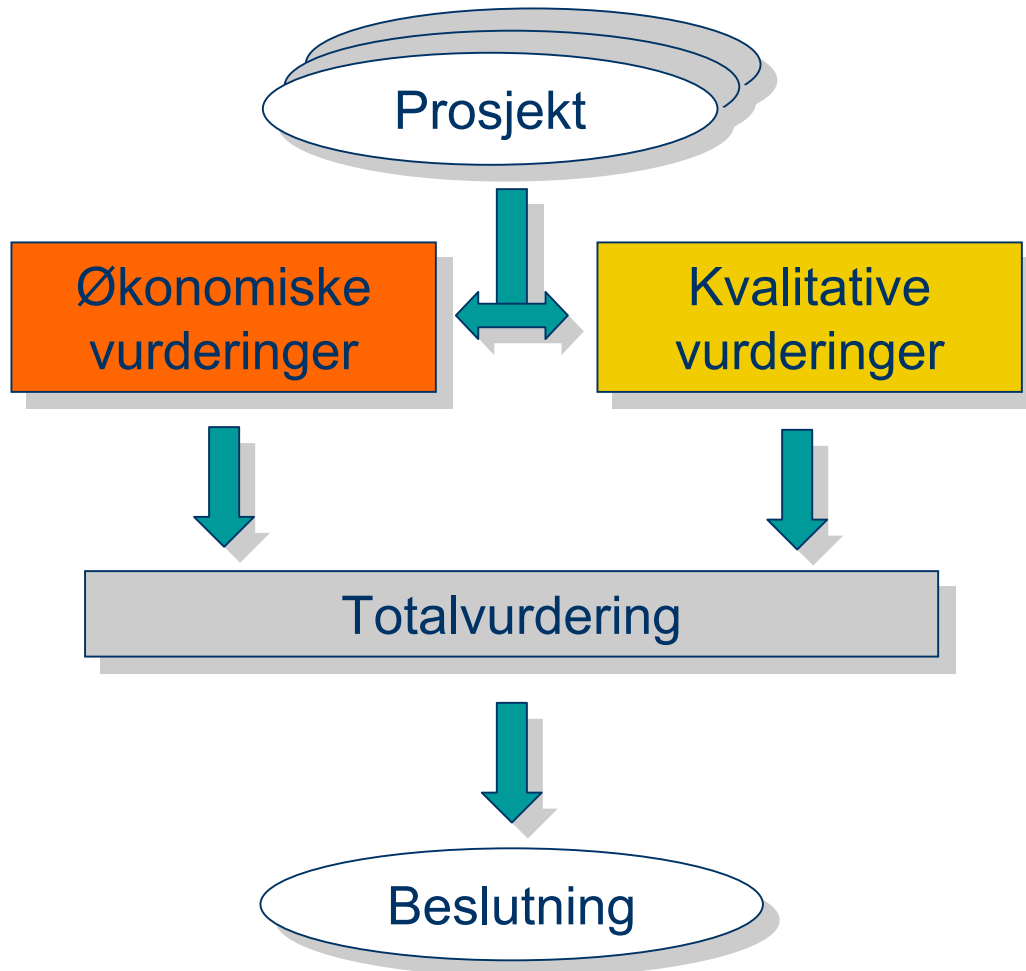 Prosjekt
Økonomiske
vurderinger
Kvalitative
vurderinger
Totalvurdering
Beslutning